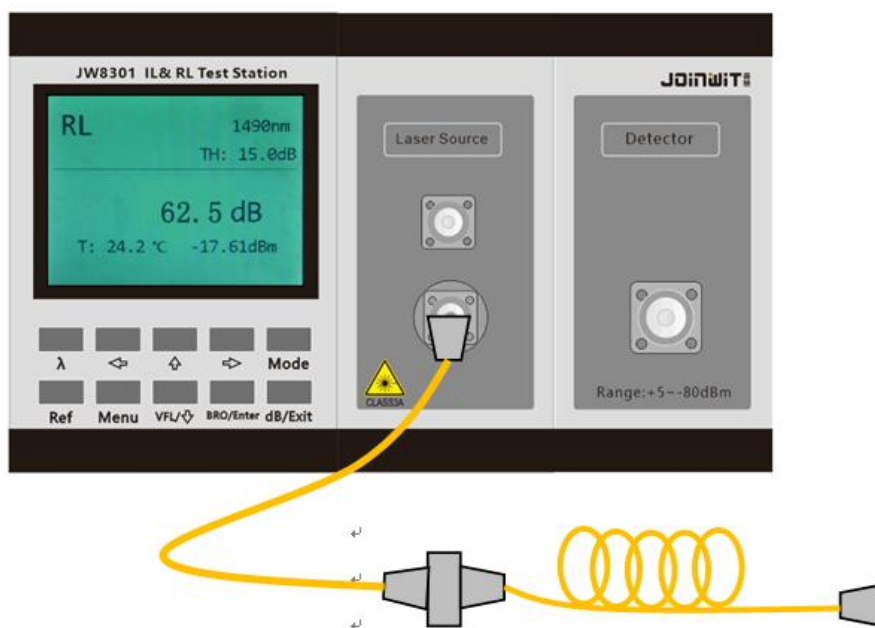 JW8301 IL& RL Test Station
JOINWIT
RL
1490nm
TH: 15.0dB
62.5 dB
T: 24.2 ℃ -17.61dBm
Laser Source
Detector
λ ⇦ ⇧ ⇨ Mode
Ref Menu VFL/⇩ BRO/Enter dB/Exit
CLASS3A
Range:+5~-80dBm